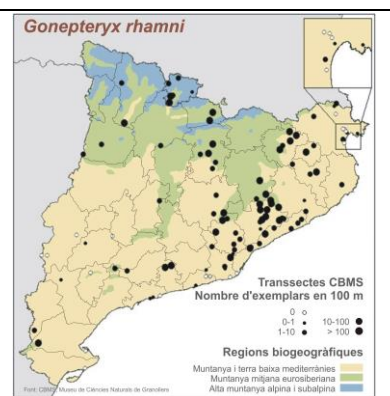 Gonepteryx rhamni
Transsectes CBMS
Nombre d'exemplars en 100 m
0
0-1
10-100
1-10
> 100
Regions biogeogràfiques
Muntanya i terra baixa mediterrànies
Muntanya mitjana eurosiberiana
Alta muntanya alpina i subalpina
Font: CBMS, Museu de Ciències Naturals de Granollers